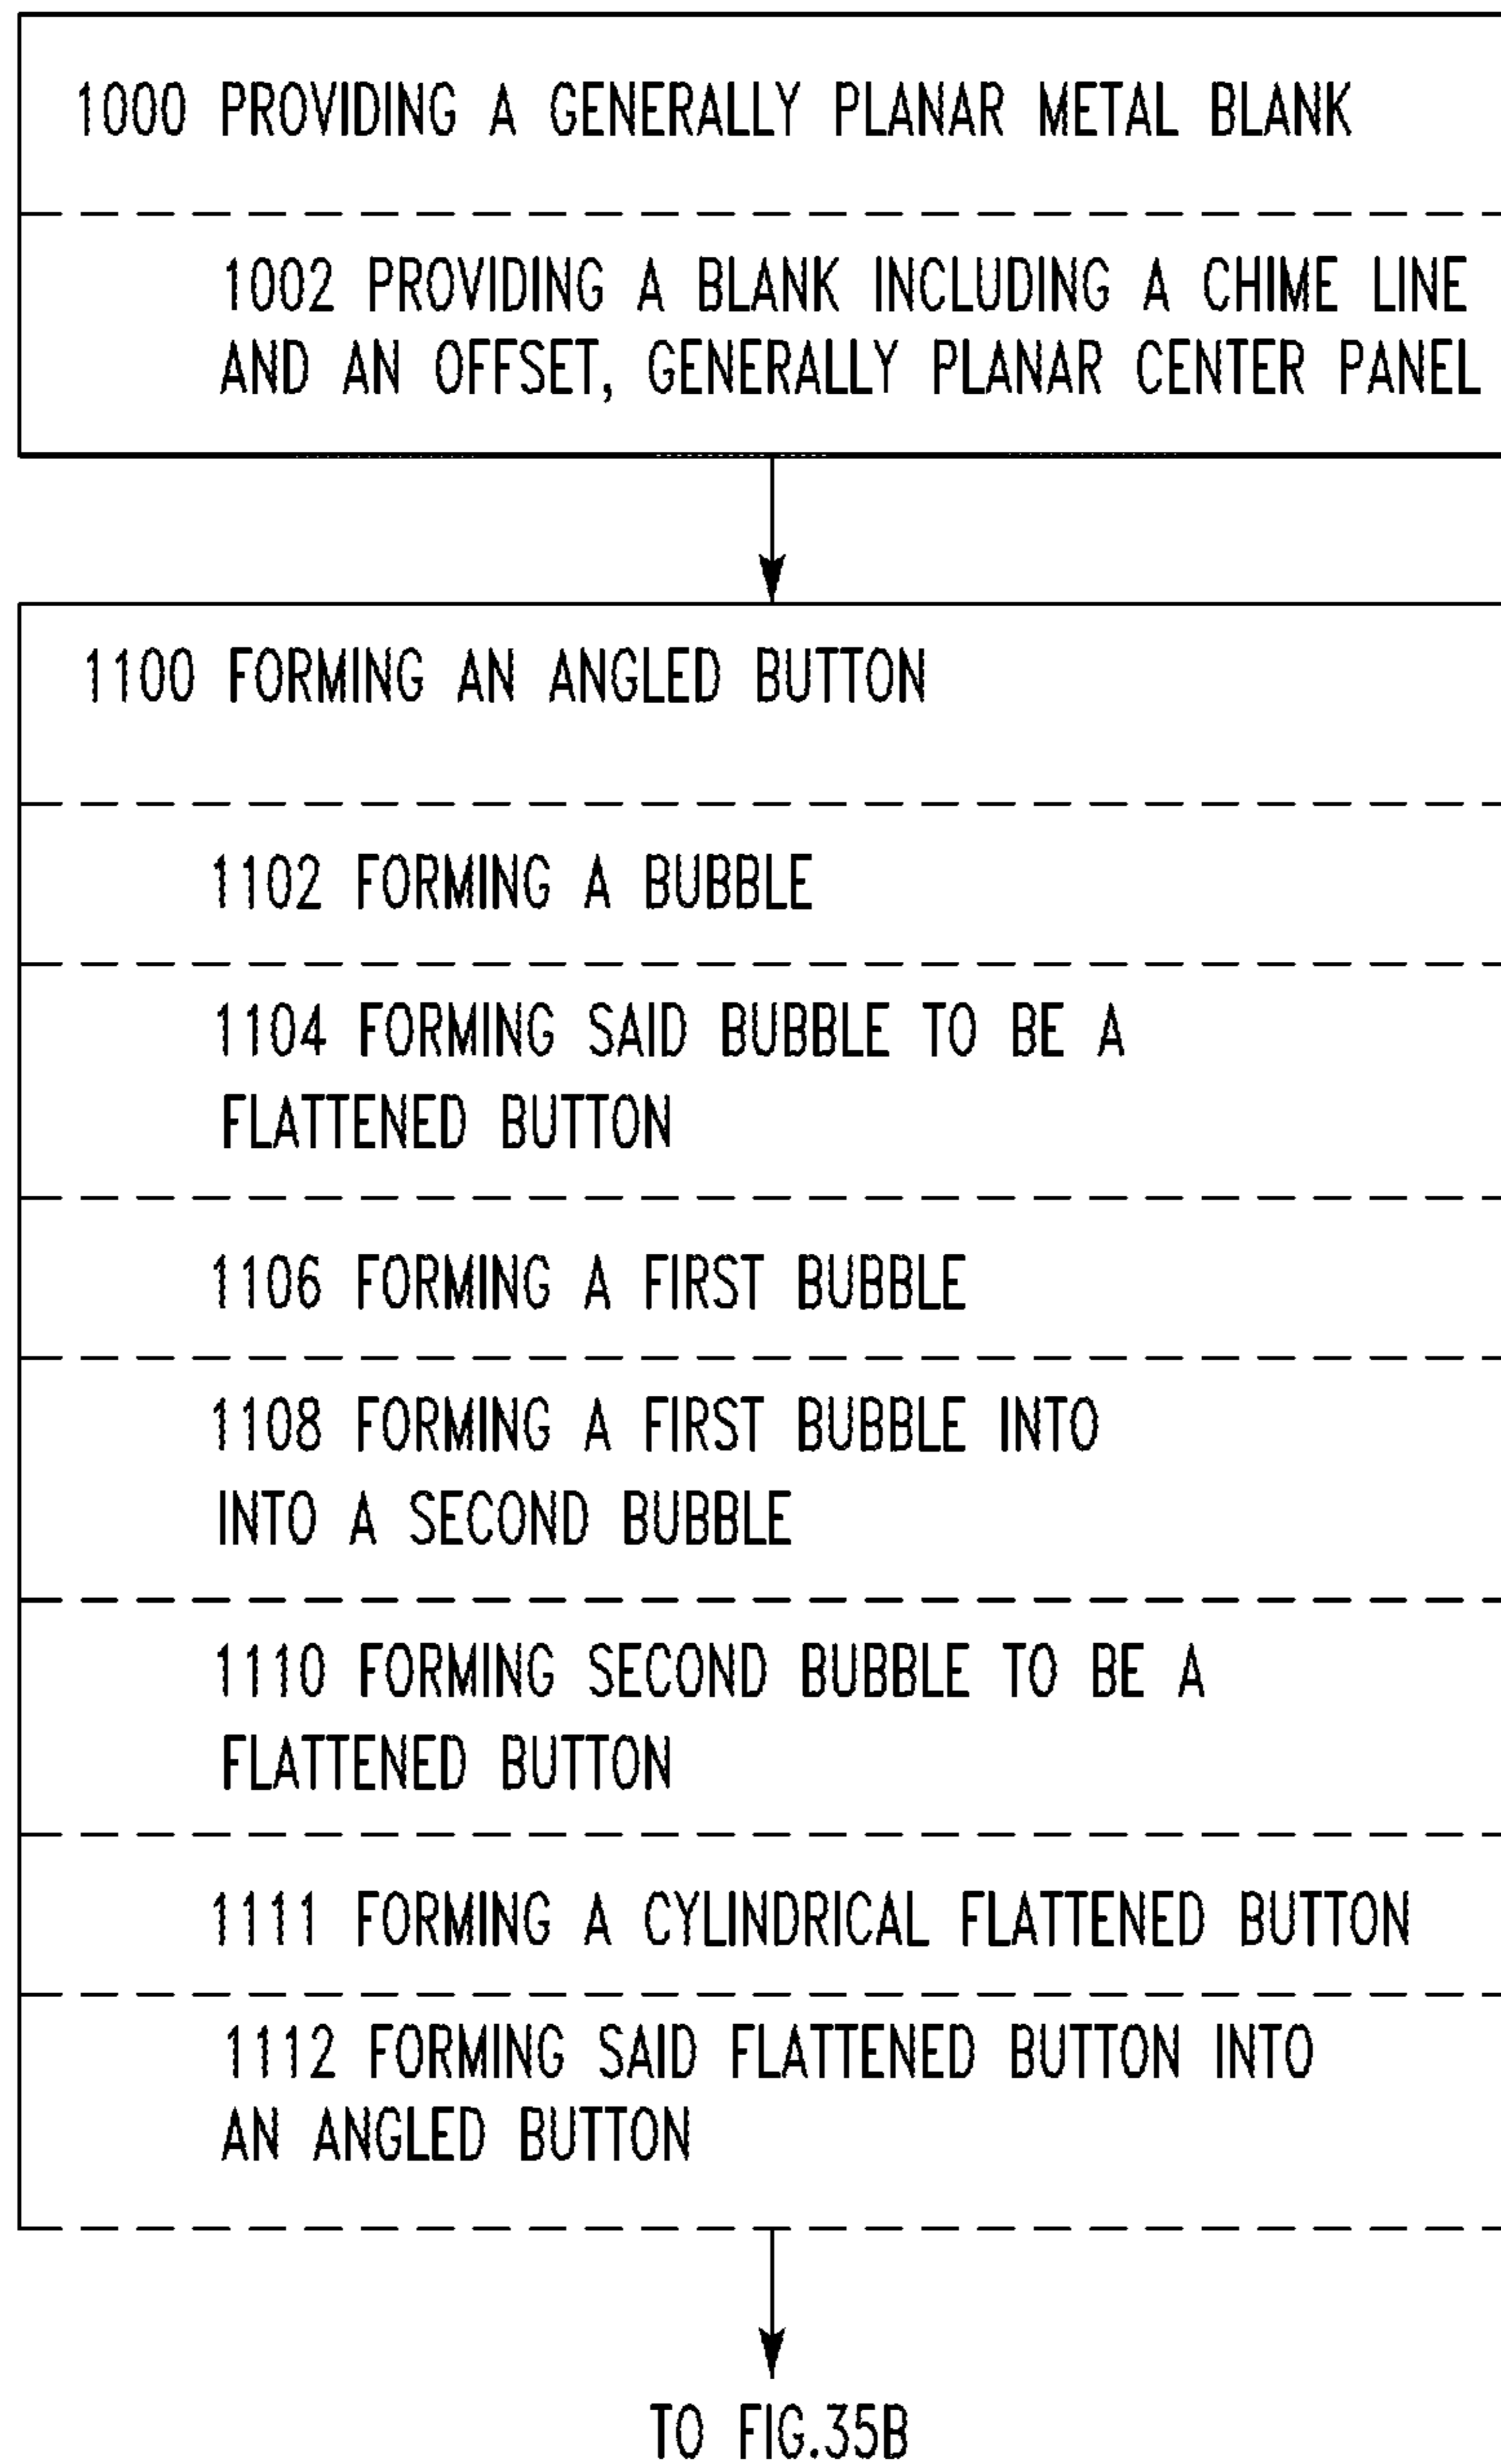 1000 PROVIDING A GENERALLY PLANAR METAL BLANK
1002 PROVIDING A BLANK INCLUDING A CHIME LINE
AND AN OFFSET, GENERALLY PLANAR CENTER PANEL
1100 FORMING AN ANGLED BUTTON
1102 FORMING A BUBBLE
1104 FORMING SAID BUBBLE TO BE A
FLATTENED BUTTON
1106 FORMING A FIRST BUBBLE
1108 FORMING A FIRST BUBBLE INTO
INTO A SECOND BUBBLE
1110 FORMING SECOND BUBBLE TO BE A
FLATTENED BUTTON
1111 FORMING A CYLINDRICAL FLATTENED BUTTON
1112 FORMING SAID FLATTENED BUTTON INTO
AN ANGLED BUTTON
TO FIG.35B